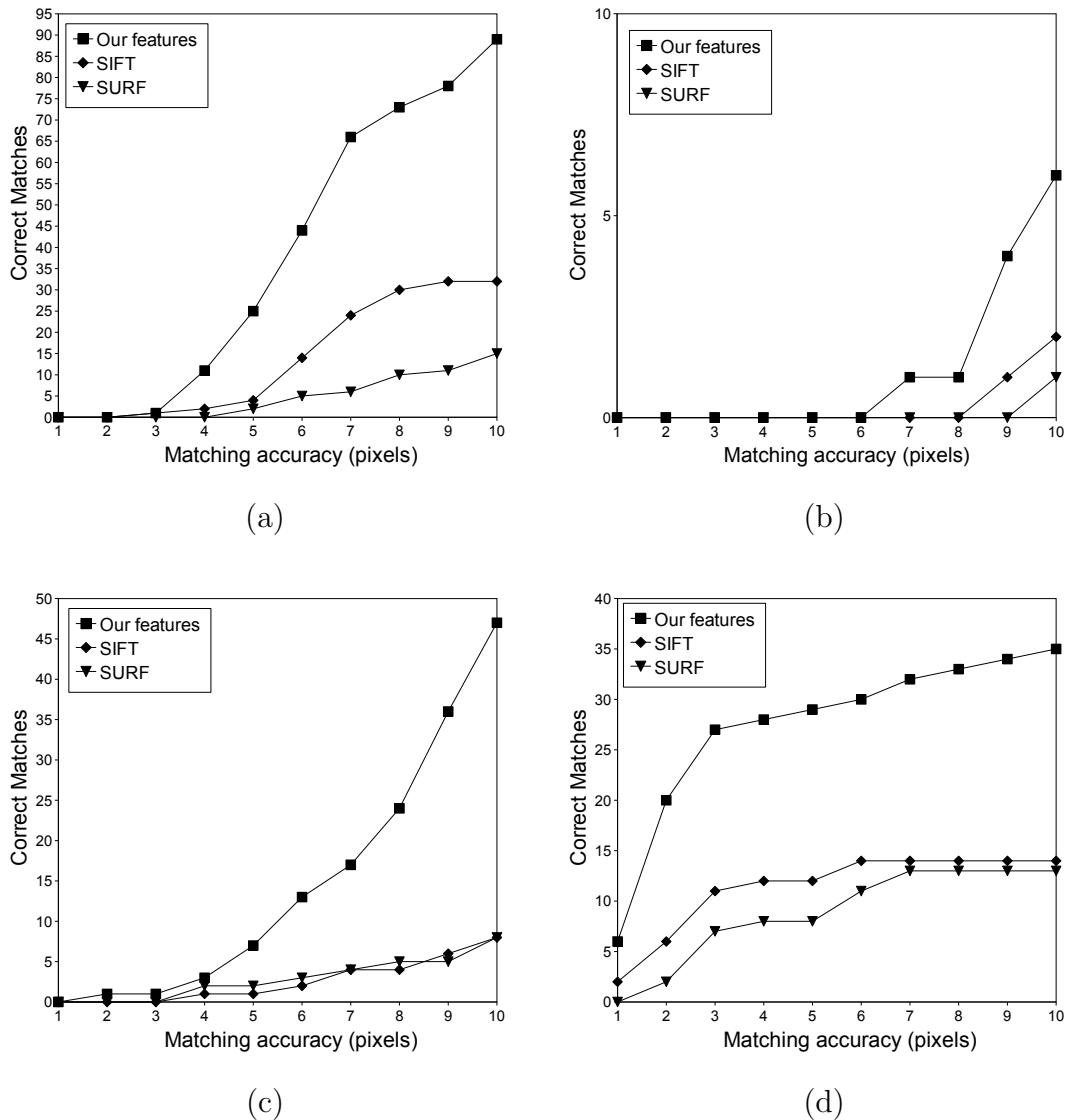 95
90
85
80
75
70
65
60
55
50
45
40
35
30
25
20
15
10
5
0
Correct Matches
Our features
SIFT
SURF
1 2 3 4 5 6 7 8 9 10
Matching accuracy (pixels)
(a)
10
5
0
Correct Matches
Our features
SIFT
SURF
1 2 3 4 5 6 7 8 9 10
Matching accuracy (pixels)
(b)
50
45
40
35
30
25
20
15
10
5
0
Correct Matches
Our features
SIFT
SURF
1 2 3 4 5 6 7 8 9 10
Matching accuracy (pixels)
(c)
40
35
30
25
20
15
10
5
0
Correct Matches
Our features
SIFT
SURF
1 2 3 4 5 6 7 8 9 10
Matching accuracy (pixels)
(d)